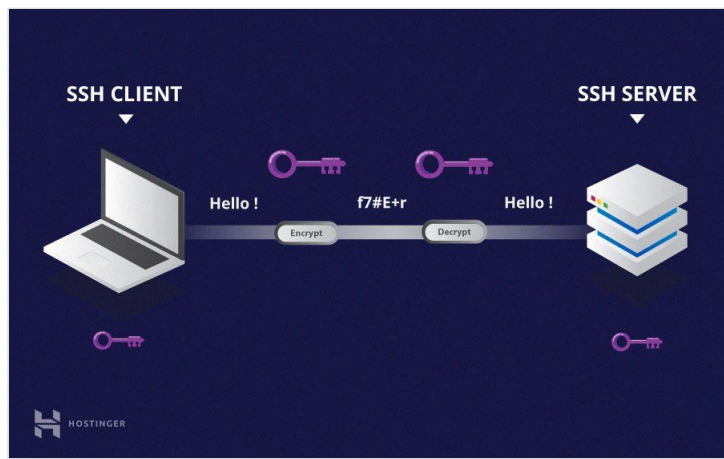 SSH CLIENT
SSH SERVER
Hello !
f7#E+r
Hello !
Encrypt
Decrypt
HOSTINGER